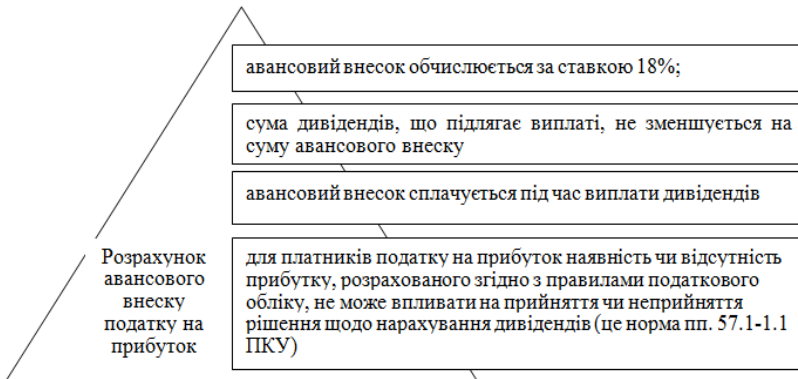 авансовий внесок обчислюється за ставкою 18%;
сума дивідендів, що підлягає виплаті, не зменшується на
суму авансового внеску
авансовий внесок сплачується під час виплати дивідендів
Розрахунок
авансового
внеску
податку на
прибуток
для платників податку на прибуток наявність чи відсутність
прибутку, розрахованого згідно з правилами податкового
обліку, не може впливати на прийняття чи неприйняття
рішення щодо нарахування дивідендів (це норма пп. 57.1-1.1
ПКУ)